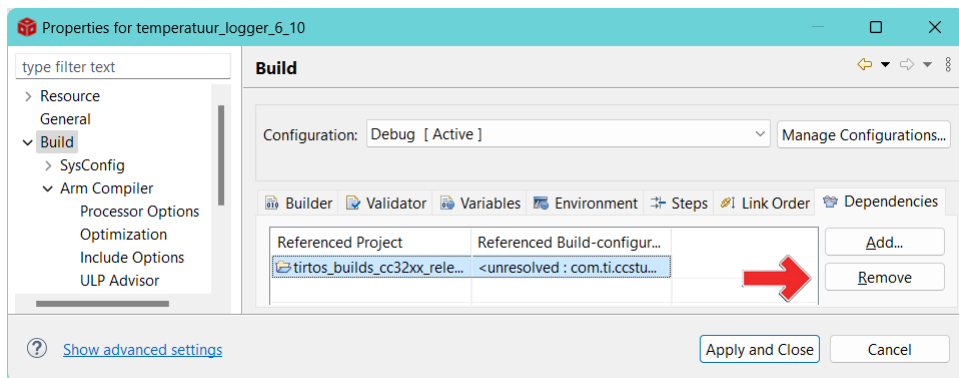 Properties for temperatuur_logger_6_10
type filter text
Resource
General
Build
SysConfig
Arm Compiler
Processor Options
Optimization
Include Options
ULP Advisor
Build
Configuration: Debug [ Active ] Manage Configurations...
Builder Validator Variables Environment Steps Link Order Dependencies
Referenced Project Referenced Build-configur... Add...
tirtos_builds_cc32xx_rele... <unresolved : com.ti.ccstu... Remove
? Show advanced settings Apply and Close Cancel